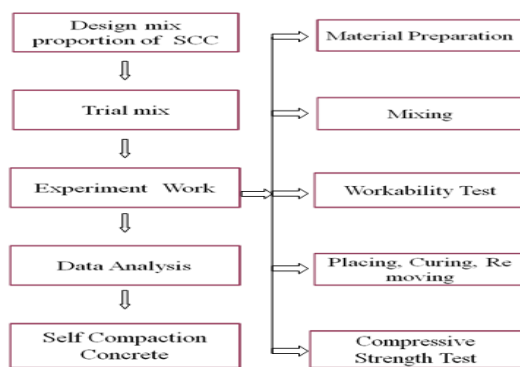 Design mix
proportion of SCC
Trial mix
Experiment Work
Data Analysis
Self Compaction
Concrete
Material Preparation
Mixing
Workability Test
Placing, Curing, Re
moving
Compressive
Strength Test